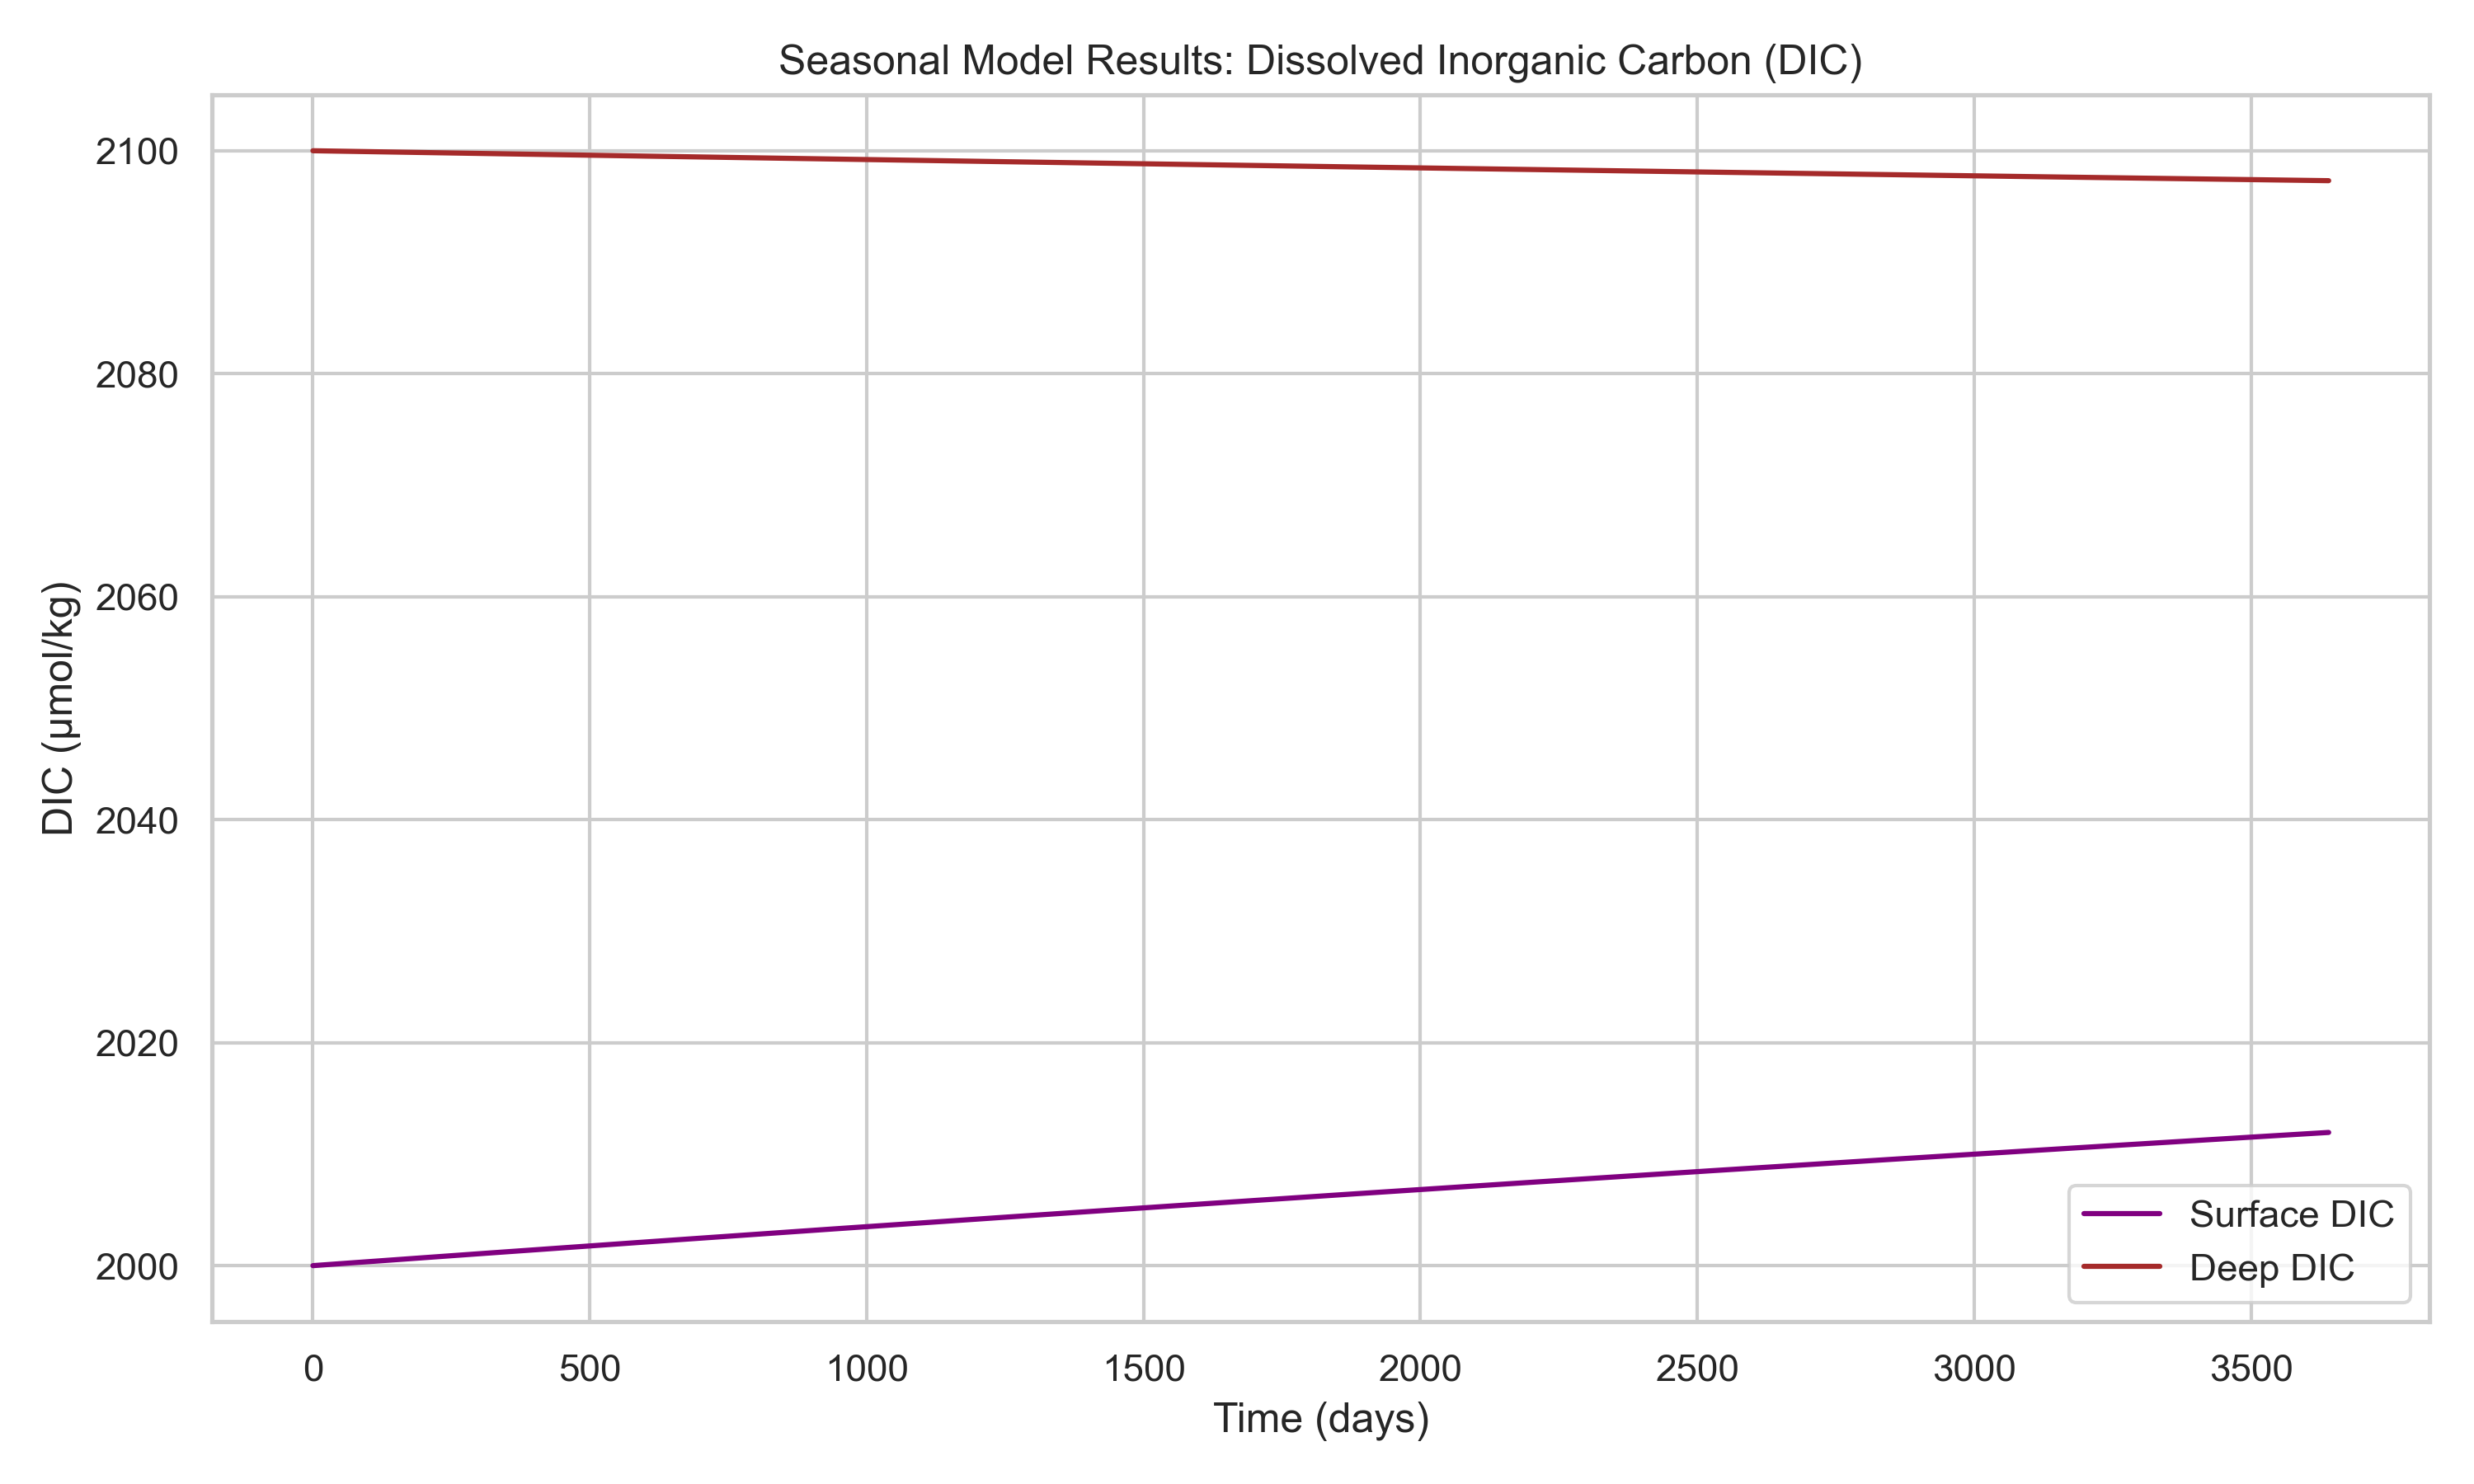 Seasonal Model Results: Dissolved Inorganic Carbon (DIC)
DIC (µmol/kg)
2100
2080
2060
2040
2020
2000
0 500 1000 1500 2000 2500 3000 3500
Time (days)
Surface DIC
Deep DIC